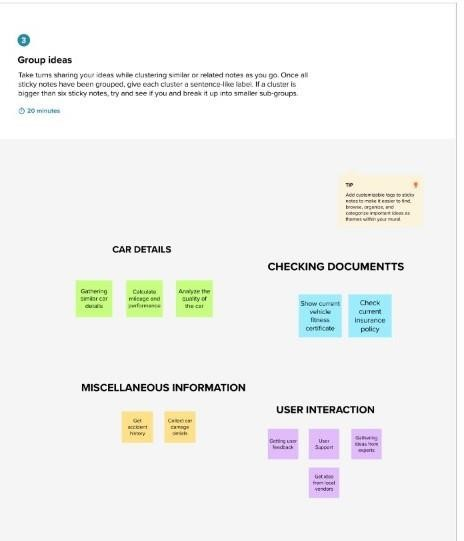 3
Group ideas
Take turns sharing your ideas while clustering similar or related notes as you go. Once all
sticky notes have been grouped, give each cluster a sentence-like label. If a cluster is
bigger than six sticky notes, try and see if you and break it up into smaller sub-groups.
20 minutes
TIP
Add customizable tags to sticky
notes to make it easier to find,
browse, organize, and
categorize important ideas as
themes within your mural.
CAR DETAILS
Gathering
similar car
details
Calculate
mileage and
performance
Analyze the
quality of
the car
CHECKING DOCUMENTTS
Show current
vehicle
fitness
certificate
Check
current
insurance
policy
MISCELLANEOUS INFORMATION
Get
accident
history
Collect car
damage
details
USER INTERACTION
Getting user
feedback
User
Support
Gathering
ideas from
experts
Get idea
from local
vendors